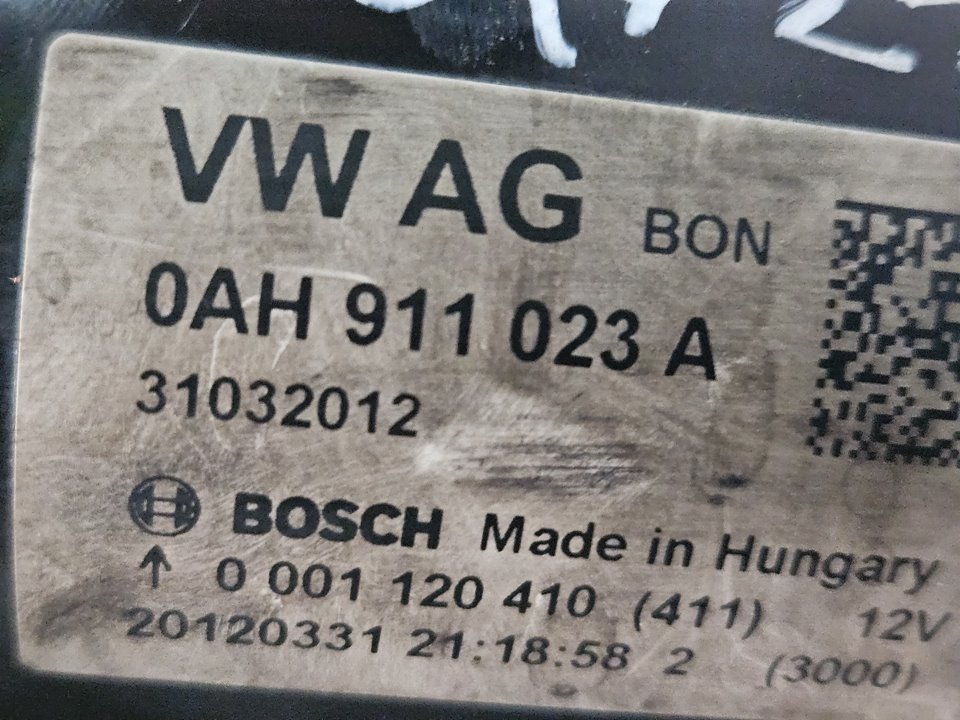 VW AG BON
0AH 911 023 A
31032012
BOSCH Made in Hungary
↑ 0 001 120 410 (411) 12V
20120331 21:18:58 2 (3000)